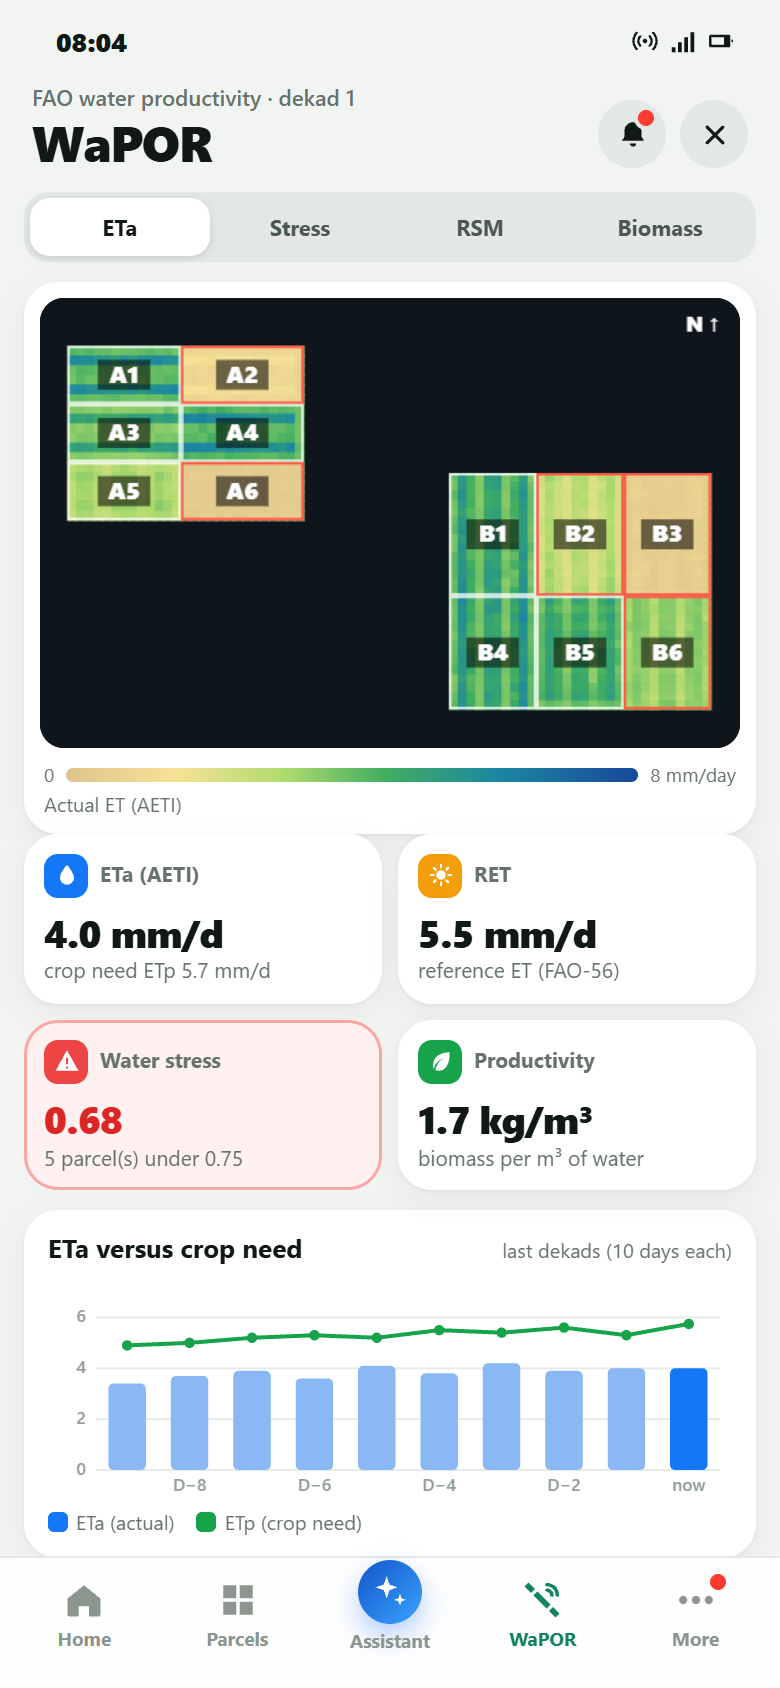 08:04
FAO water productivity · dekad 1
WaPOR
ETa Stress RSM Biomass
N ↑
A1 A2
A3 A4
A5 A6
B1 B2 B3
B4 B5 B6
0 8 mm/day
Actual ET (AETI)
ETa (AETI)
4.0 mm/d
crop need ETp 5.7 mm/d
RET
5.5 mm/d
reference ET (FAO-56)
Water stress
0.68
5 parcel(s) under 0.75
Productivity
1.7 kg/m³
biomass per m³ of water
ETa versus crop need
last dekads (10 days each)
6
4
2
0
D−8 D−6 D−4 D−2 now
ETa (actual) ETp (crop need)
Home Parcels Assistant WaPOR More